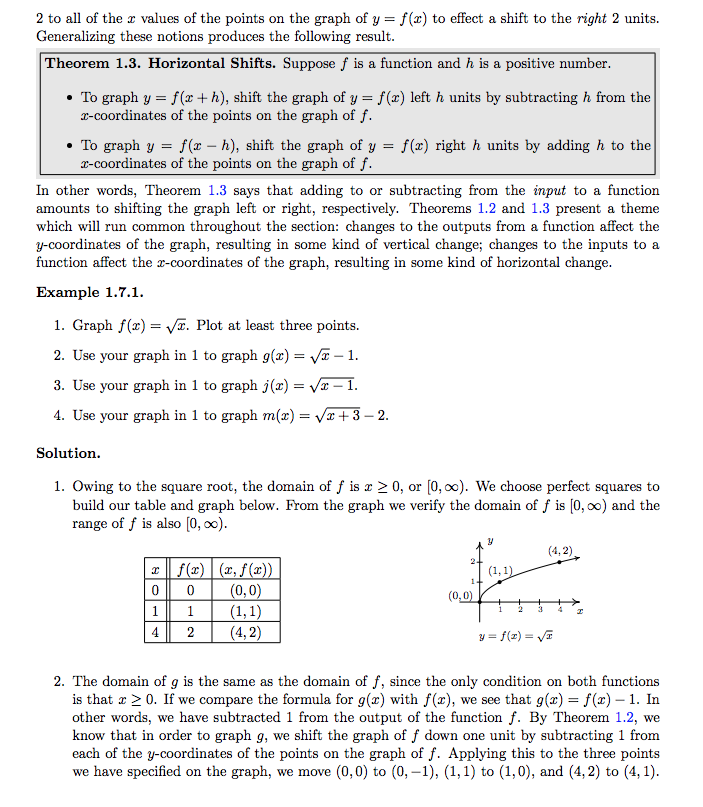 2 to all of the x values of the points on the graph of y = f(x) to effect a shift to the right 2 units.
Generalizing these notions produces the following result.
Theorem 1.3. Horizontal Shifts. Suppose f is a function and h is a positive number.
• To graph y = f(x + h), shift the graph of y = f(x) left h units by subtracting h from the
x-coordinates of the points on the graph of f.
• To graph y = f(x − h), shift the graph of y = f(x) right h units by adding h to the
x-coordinates of the points on the graph of f.
In other words, Theorem 1.3 says that adding to or subtracting from the input to a function
amounts to shifting the graph left or right, respectively. Theorems 1.2 and 1.3 present a theme
which will run common throughout the section: changes to the outputs from a function affect the
y-coordinates of the graph, resulting in some kind of vertical change; changes to the inputs to a
function affect the x-coordinates of the graph, resulting in some kind of horizontal change.
Example 1.7.1.
1. Graph f(x) = √x. Plot at least three points.
2. Use your graph in 1 to graph g(x) = √x − 1.
3. Use your graph in 1 to graph j(x) = √(x − 1).
4. Use your graph in 1 to graph m(x) = √(x + 3) − 2.
Solution.
1. Owing to the square root, the domain of f is x ≥ 0, or [0, ∞). We choose perfect squares to
build our table and graph below. From the graph we verify the domain of f is [0, ∞) and the
range of f is also [0, ∞).
x f(x) (x, f(x))
0 0 (0, 0)
1 1 (1, 1)
4 2 (4, 2)
y
(4, 2)
2
(1, 1)
1
(0, 0)
1 2 3 4 x
y = f(x) = √x
2. The domain of g is the same as the domain of f, since the only condition on both functions
is that x ≥ 0. If we compare the formula for g(x) with f(x), we see that g(x) = f(x) − 1. In
other words, we have subtracted 1 from the output of the function f. By Theorem 1.2, we
know that in order to graph g, we shift the graph of f down one unit by subtracting 1 from
each of the y-coordinates of the points on the graph of f. Applying this to the three points
we have specified on the graph, we move (0, 0) to (0, −1), (1, 1) to (1, 0), and (4, 2) to (4, 1).